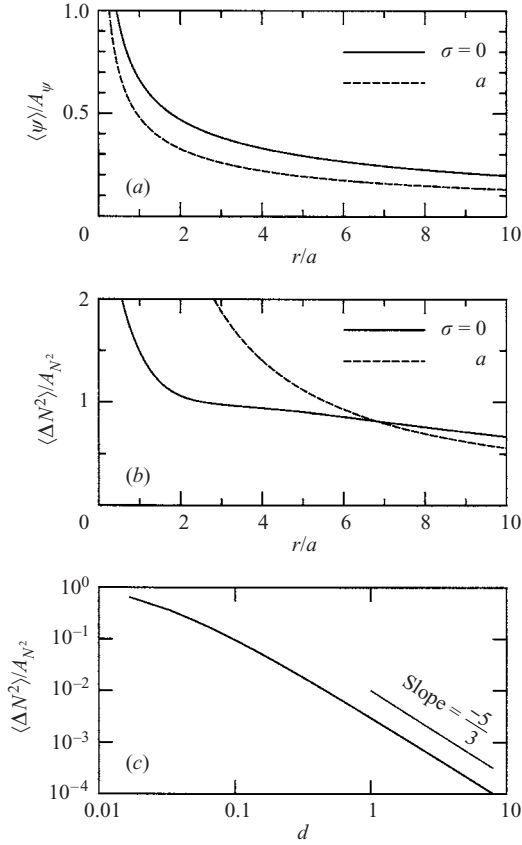 1.0
0.5
⟨ψ⟩/A_ψ
σ = 0
a
(a)
0 2 4 6 8 10
r/a
2
1
⟨ΔN²⟩/A_N²
σ = 0
a
(b)
0 2 4 6 8 10
r/a
10⁰
10⁻¹
10⁻²
10⁻³
10⁻⁴
⟨ΔN²⟩/A_N²
Slope = −5/3
(c)
0.01 0.1 1 10
d